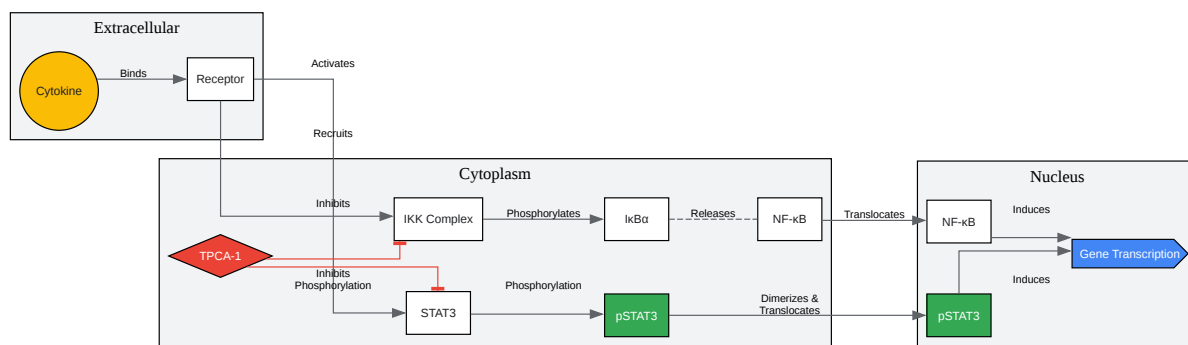 Extracellular
Cytokine
Binds
Receptor
Activates
Recruits
Cytoplasm
Inhibits
IKK Complex
Phosphorylates
IκBα
Releases
NF-κB
Translocates
TPCA-1
Inhibits
Phosphorylation
STAT3
Phosphorylation
pSTAT3
Dimerizes &
Translocates
Nucleus
NF-κB
Induces
Gene Transcription
Induces
pSTAT3